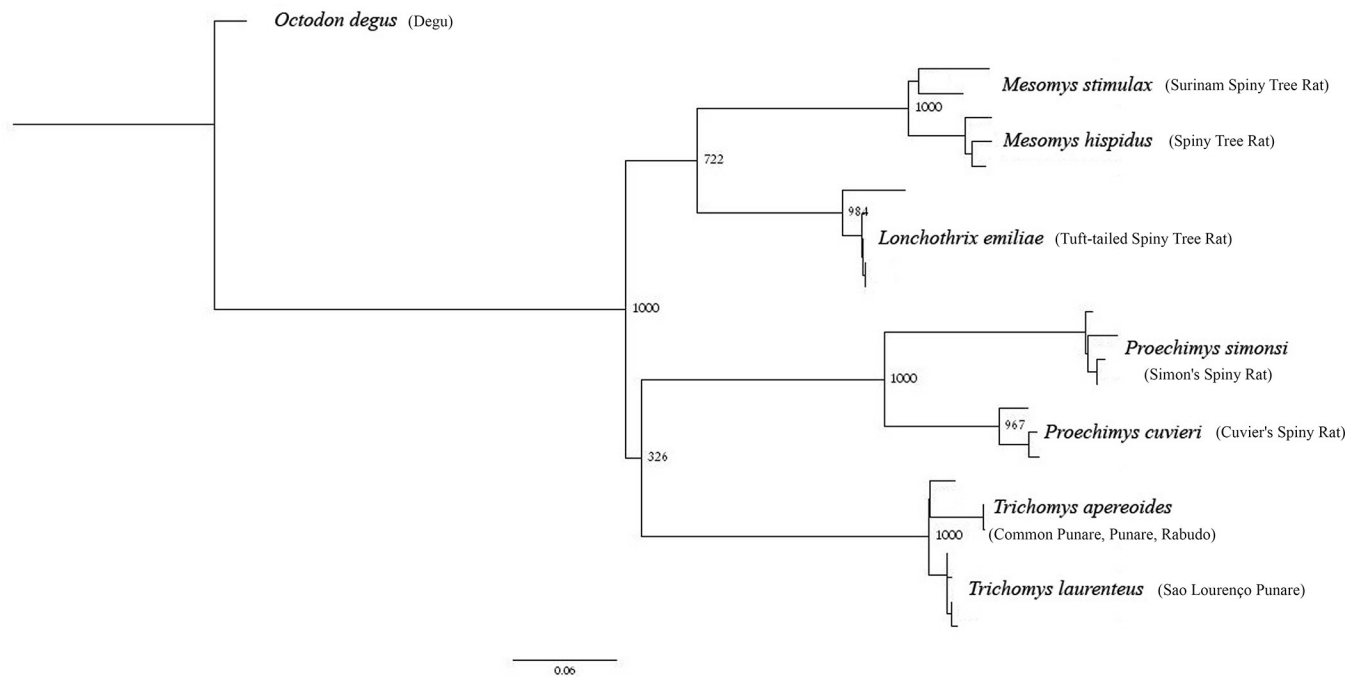 Octodon degus (Degu)
Mesomys stimulax (Surinam Spiny Tree Rat)
1000
Mesomys hispidus (Spiny Tree Rat)
722
984
Lonchothrix emiliae (Tuft-tailed Spiny Tree Rat)
1000
Proechimys simonsi
(Simon's Spiny Rat)
1000
967
Proechimys cuvieri (Cuvier's Spiny Rat)
326
Trichomys apereoides
(Common Punare, Punare, Rabudo)
1000
Trichomys laurenteus (Sao Lourenço Punare)
0.06